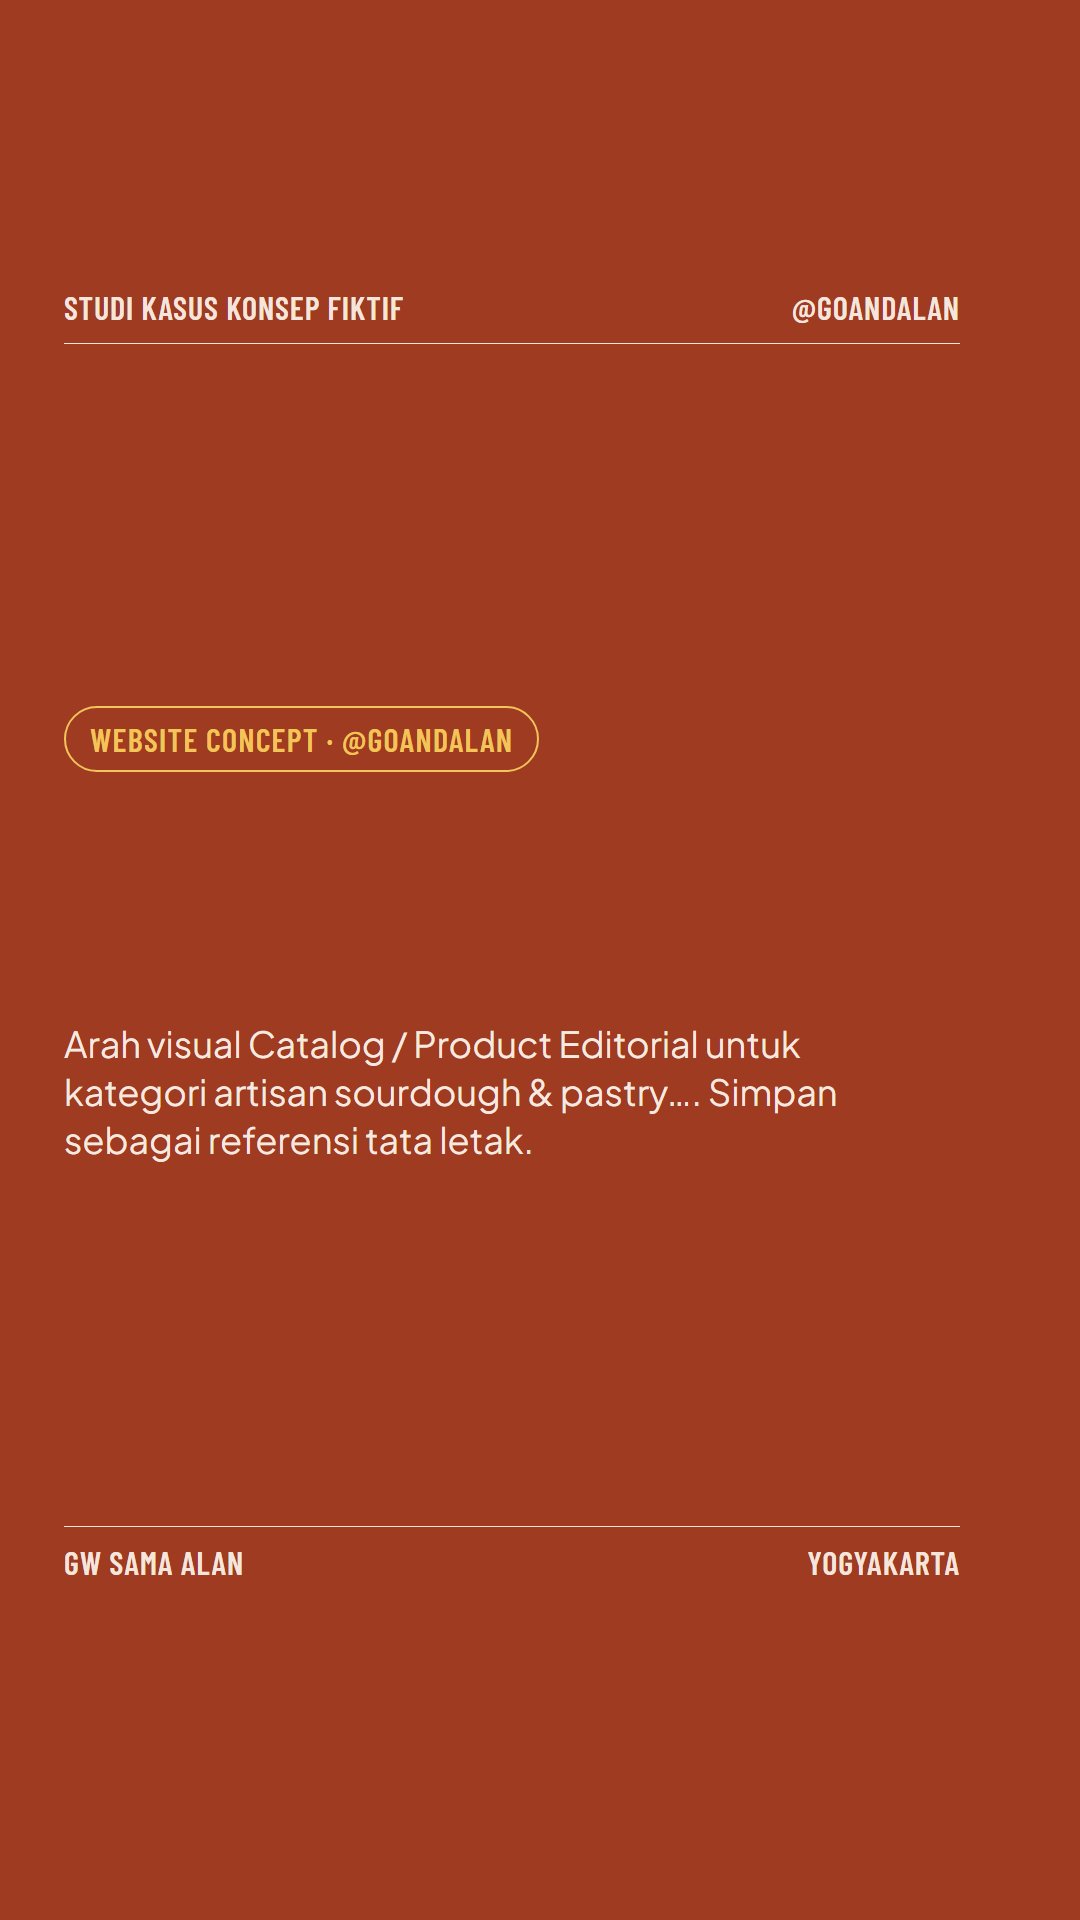 STUDI KASUS KONSEP FIKTIF
@GOANDALAN
WEBSITE CONCEPT · @GOANDALAN
Arah visual Catalog / Product Editorial untuk
kategori artisan sourdough & pastry…. Simpan
sebagai referensi tata letak.
GW SAMA ALAN
YOGYAKARTA